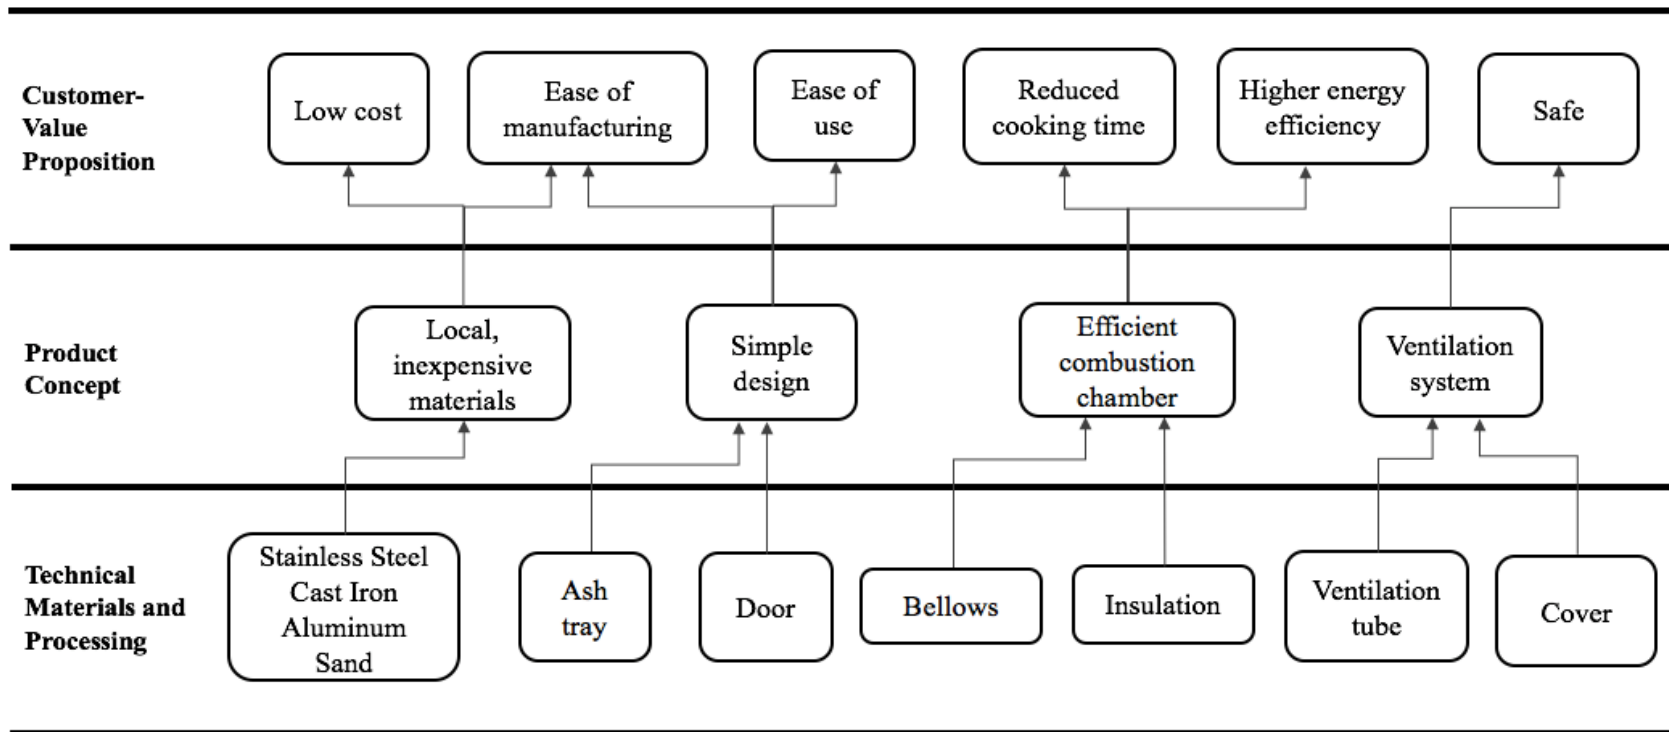 Customer-
Value
Proposition
Low cost
Ease of
manufacturing
Ease of
use
Reduced
cooking time
Higher energy
efficiency
Safe
Product
Concept
Local,
inexpensive
materials
Simple
design
Efficient
combustion
chamber
Ventilation
system
Technical
Materials and
Processing
Stainless Steel
Cast Iron
Aluminum
Sand
Ash
tray
Door
Bellows
Insulation
Ventilation
tube
Cover